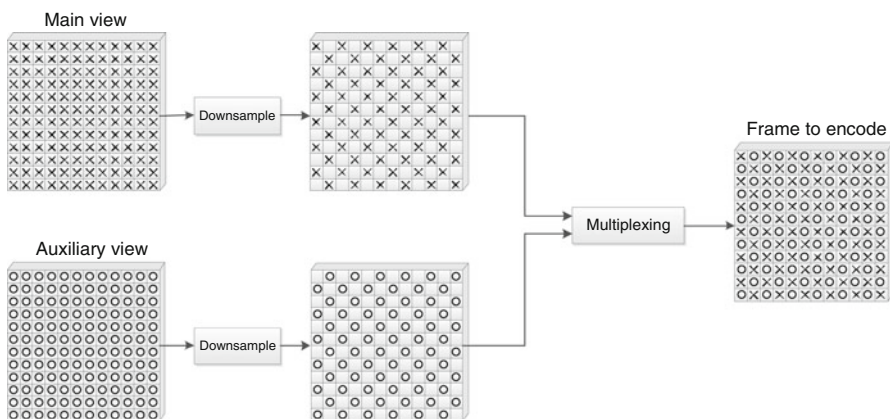 Main view
Downsample
Frame to encode
Multiplexing
Auxiliary view
Downsample